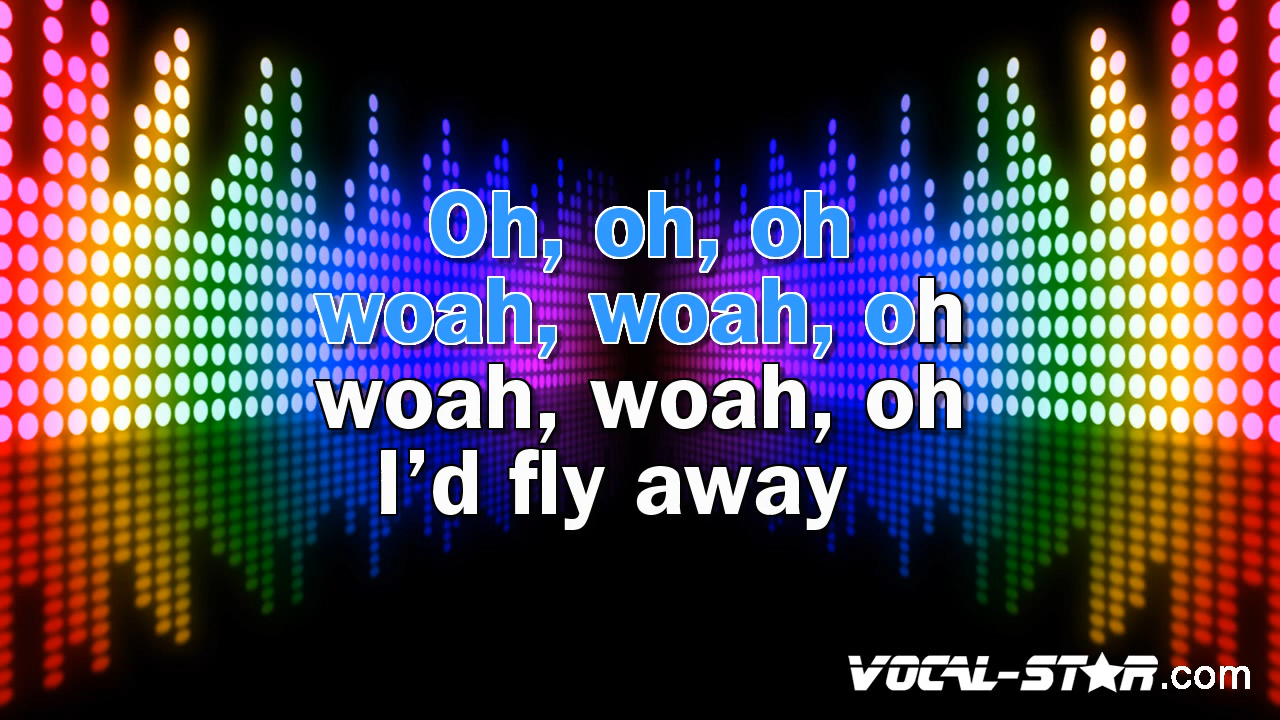 Oh, oh, oh
woah, woah, oh
woah, woah, oh
I’d fly away
VOCAL-STAR.com